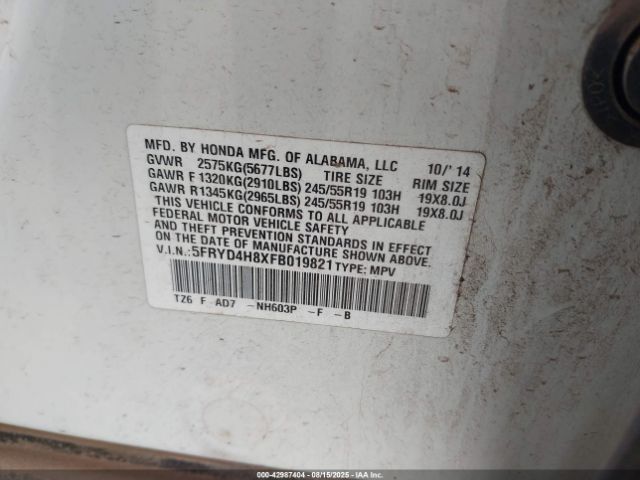 MFD. BY HONDA MFG. OF ALABAMA, LLC 10/'14
GVWR 2575KG(5677LBS) TIRE SIZE RIM SIZE
GAWR F 1320KG(2910LBS) 245/55R19 103H 19X8.0J
GAWR R1345KG(2965LBS) 245/55R19 103H 19X8.0J
THIS VEHICLE CONFORMS TO ALL APPLICABLE
FEDERAL MOTOR VEHICLE SAFETY
AND THEFT PREVENTION STANDARDS IN EFFECT
ON THE DATE OF MANUFACTURE SHOWN ABOVE.
V.I.N.:5FRYD4H8XFB019821 TYPE: MPV
TZ6 F AD7 -NH603P -F -B
000-42987404 - 08/15/2025 - IAA Inc.